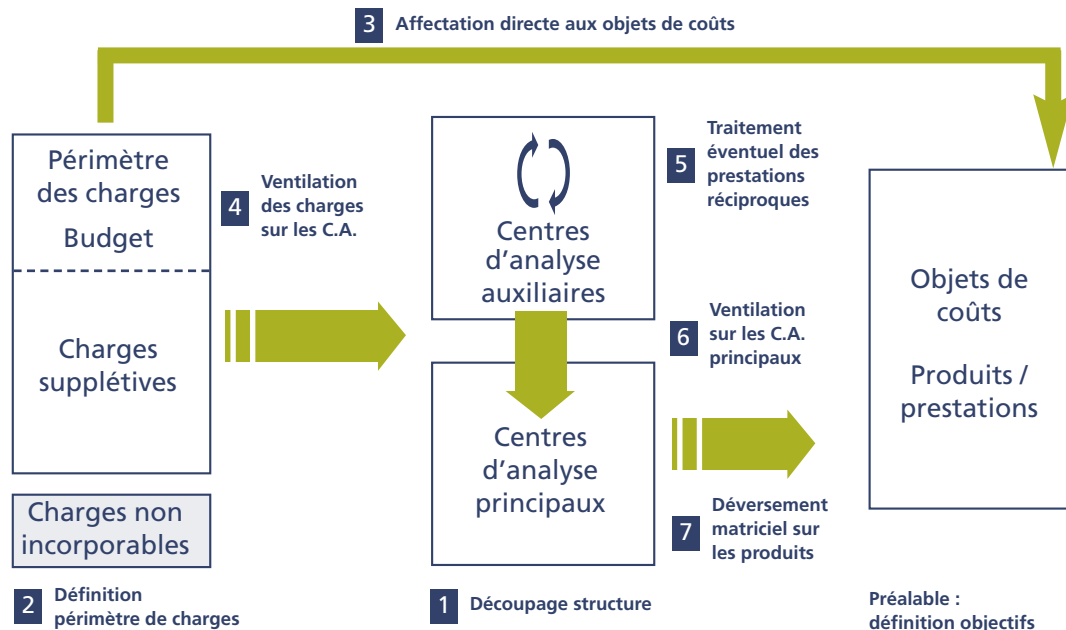 3 Affectation directe aux objets de coûts
Périmètre
des charges
Budget
Charges
supplétives
Charges non
incorporables
2 Définition
périmètre de charges
4 Ventilation
des charges
sur les C.A.
Centres
d'analyse
auxiliaires
Centres
d'analyse
principaux
1 Découpage structure
5 Traitement
éventuel des
prestations
réciproques
6 Ventilation
sur les C.A.
principaux
7 Déversement
matriciel sur
les produits
Objets de
coûts
Produits /
prestations
Préalable :
définition objectifs